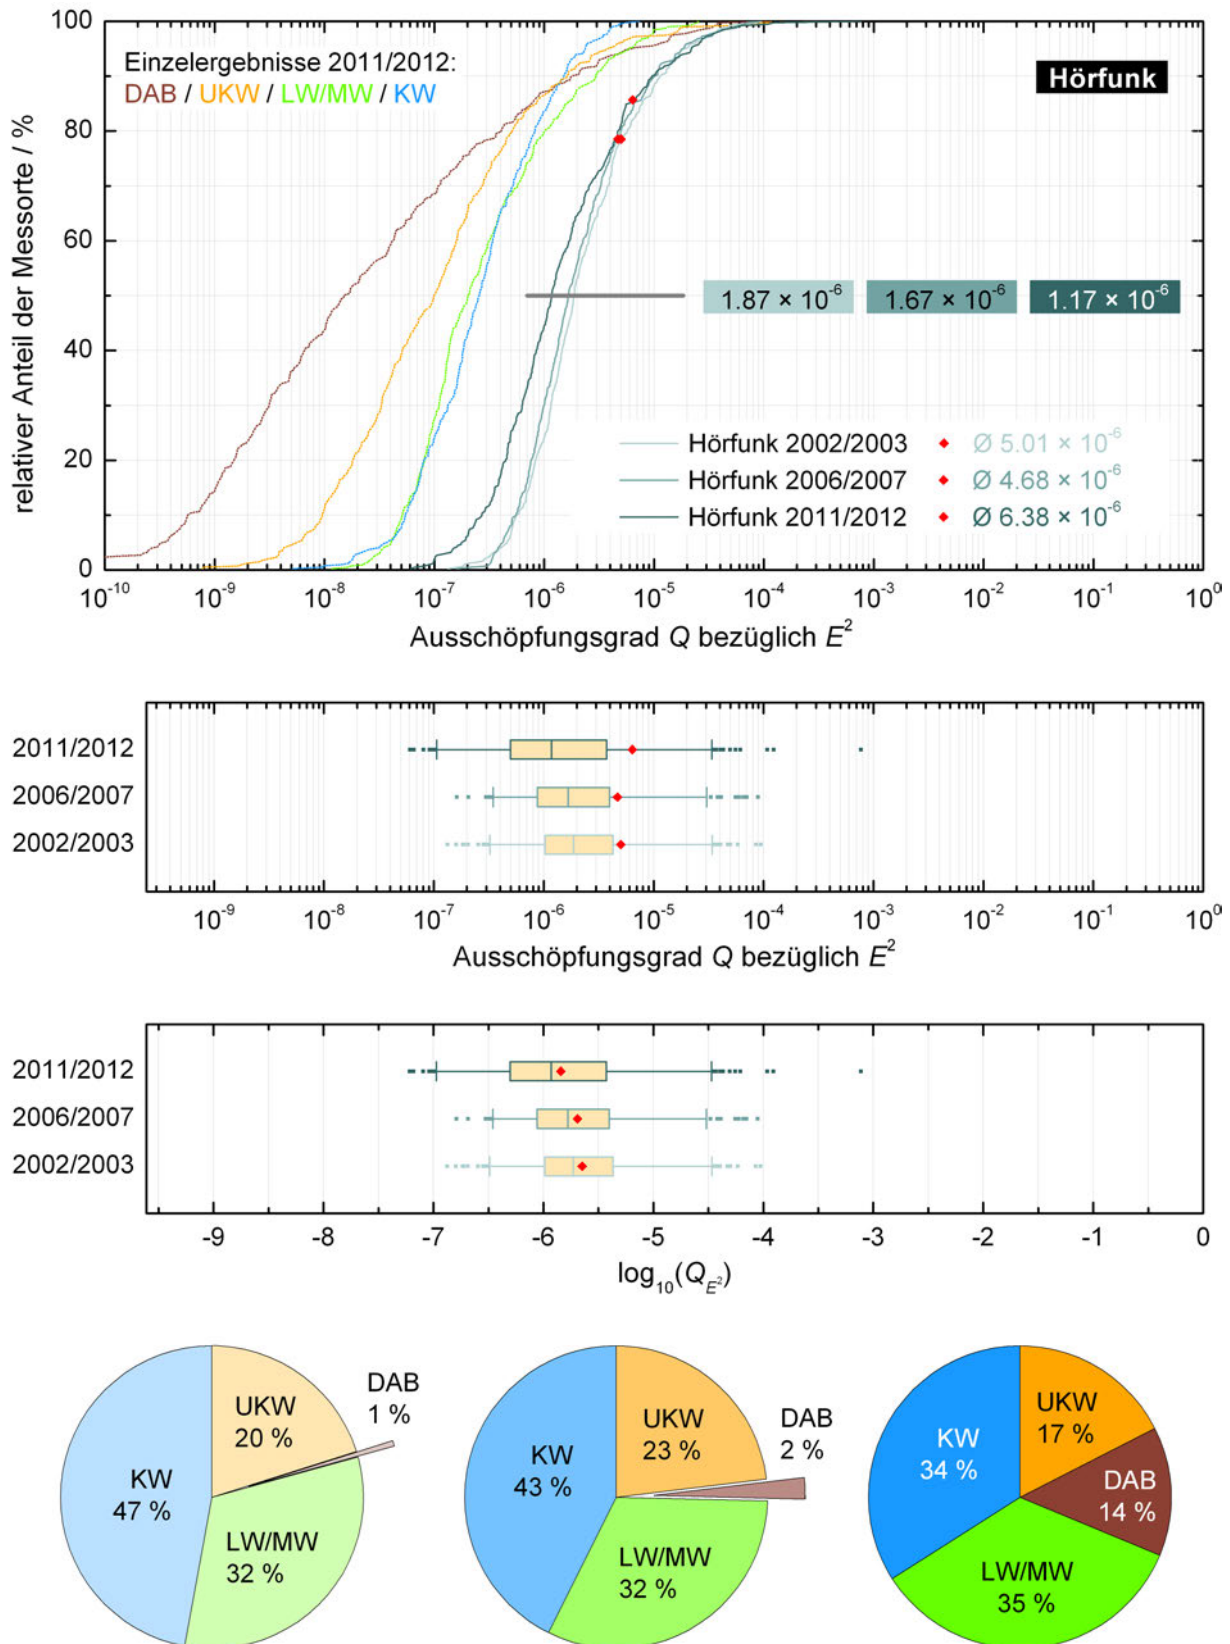 100
80
60
40
20
0
relativer Anteil der Messorte / %
Einzelergebnisse 2011/2012:
DAB / UKW / LW/MW / KW
Hörfunk
1.87 × 10⁻⁶ 1.67 × 10⁻⁶ 1.17 × 10⁻⁶
Hörfunk 2002/2003 Ø 5.01 × 10⁻⁶
Hörfunk 2006/2007 Ø 4.68 × 10⁻⁶
Hörfunk 2011/2012 Ø 6.38 × 10⁻⁶
10⁻¹⁰ 10⁻⁹ 10⁻⁸ 10⁻⁷ 10⁻⁶ 10⁻⁵ 10⁻⁴ 10⁻³ 10⁻² 10⁻¹ 10⁰
Ausschöpfungsgrad Q bezüglich E²
2011/2012
2006/2007
2002/2003
10⁻⁹ 10⁻⁸ 10⁻⁷ 10⁻⁶ 10⁻⁵ 10⁻⁴ 10⁻³ 10⁻² 10⁻¹ 10⁰
Ausschöpfungsgrad Q bezüglich E²
2011/2012
2006/2007
2002/2003
-9 -8 -7 -6 -5 -4 -3 -2 -1 0
log₁₀(Q_E²)
UKW
20 %
DAB
1 %
KW
47 %
LW/MW
32 %
UKW
23 %
DAB
2 %
KW
43 %
LW/MW
32 %
UKW
17 %
KW
34 %
DAB
14 %
LW/MW
35 %